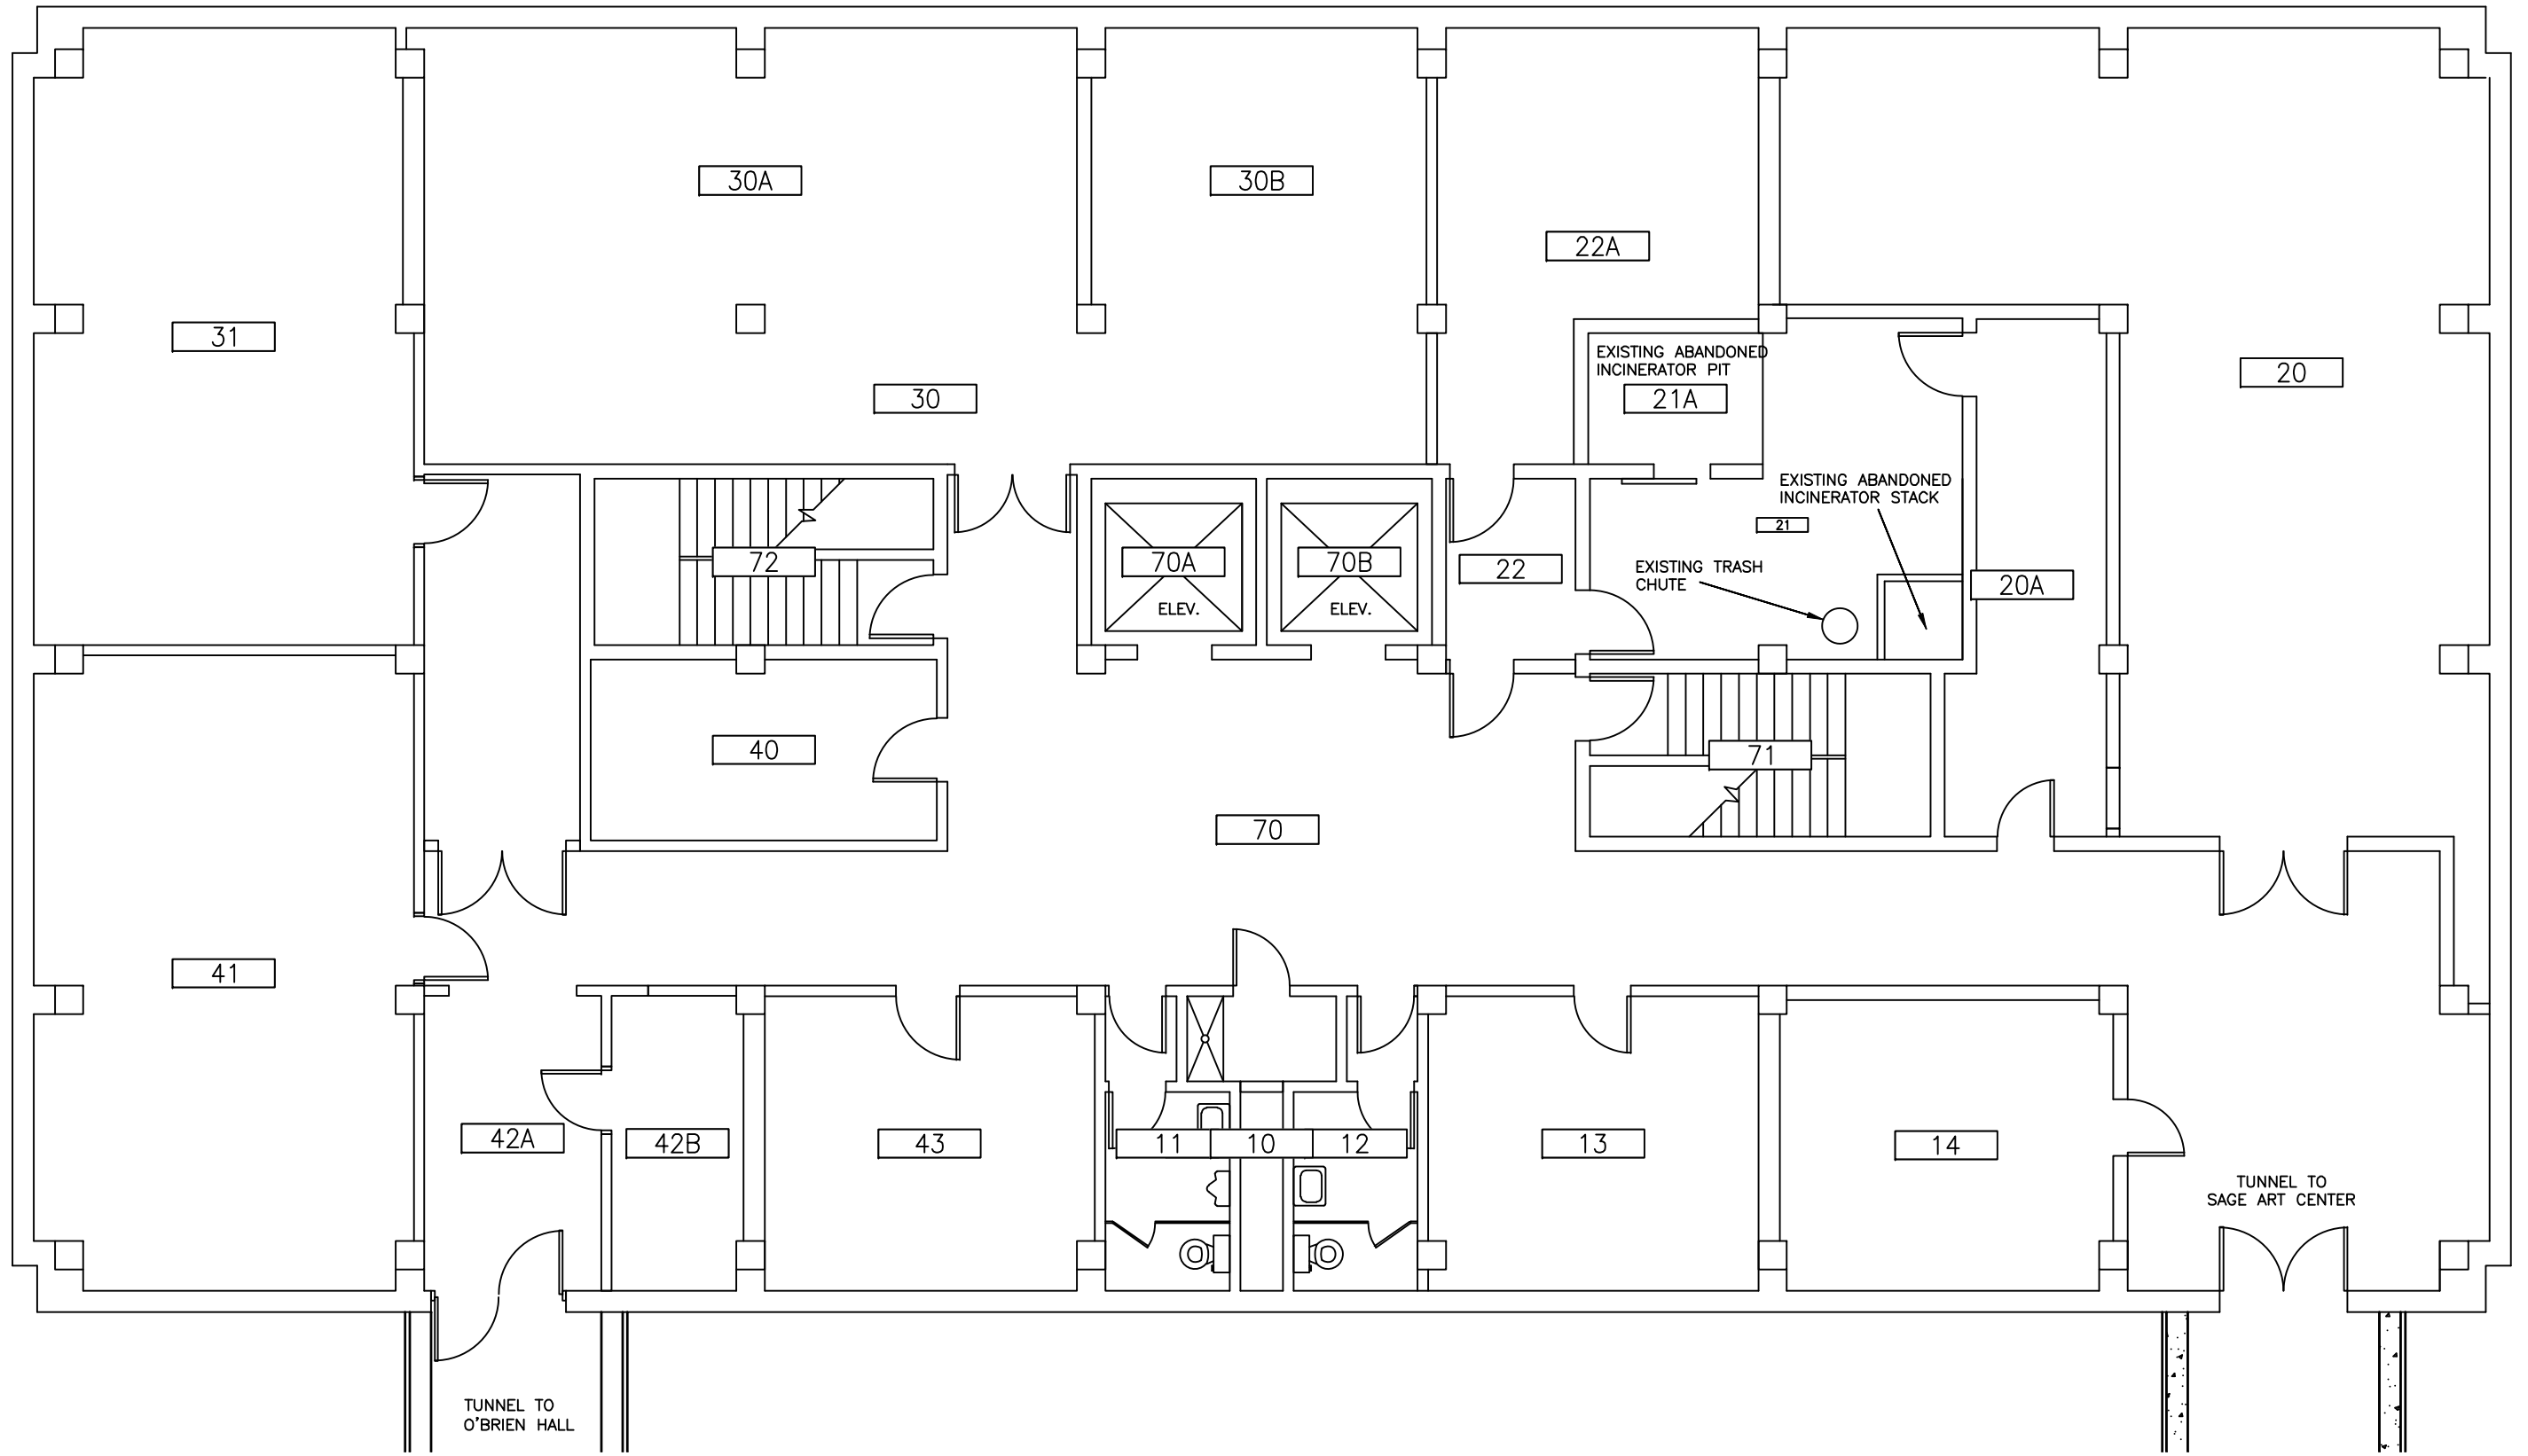 30A
30B
22A
31
EXISTING ABANDONED
INCINERATOR PIT
20
30
21A
EXISTING ABANDONED
INCINERATOR STACK
21
72
70A
70B
22
EXISTING TRASH
CHUTE
20A
ELEV.
ELEV.
40
71
70
41
42A
42B
43
11
10
12
13
14
TUNNEL TO
SAGE ART CENTER
TUNNEL TO
O'BRIEN HALL